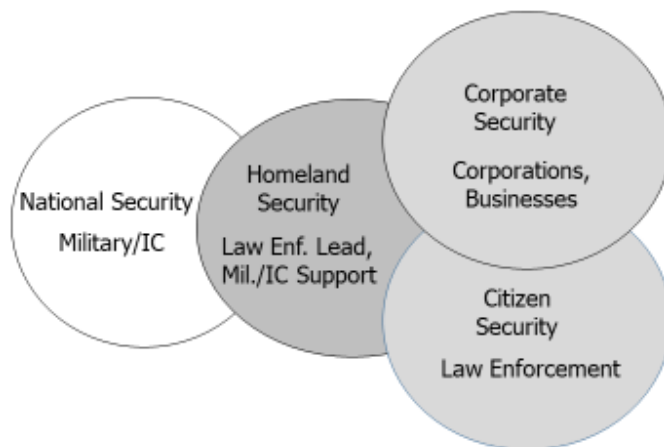 National Security
Military/IC
Homeland
Security
Law Enf. Lead,
Mil./IC Support
Corporate
Security
Corporations,
Businesses
Citizen
Security
Law Enforcement